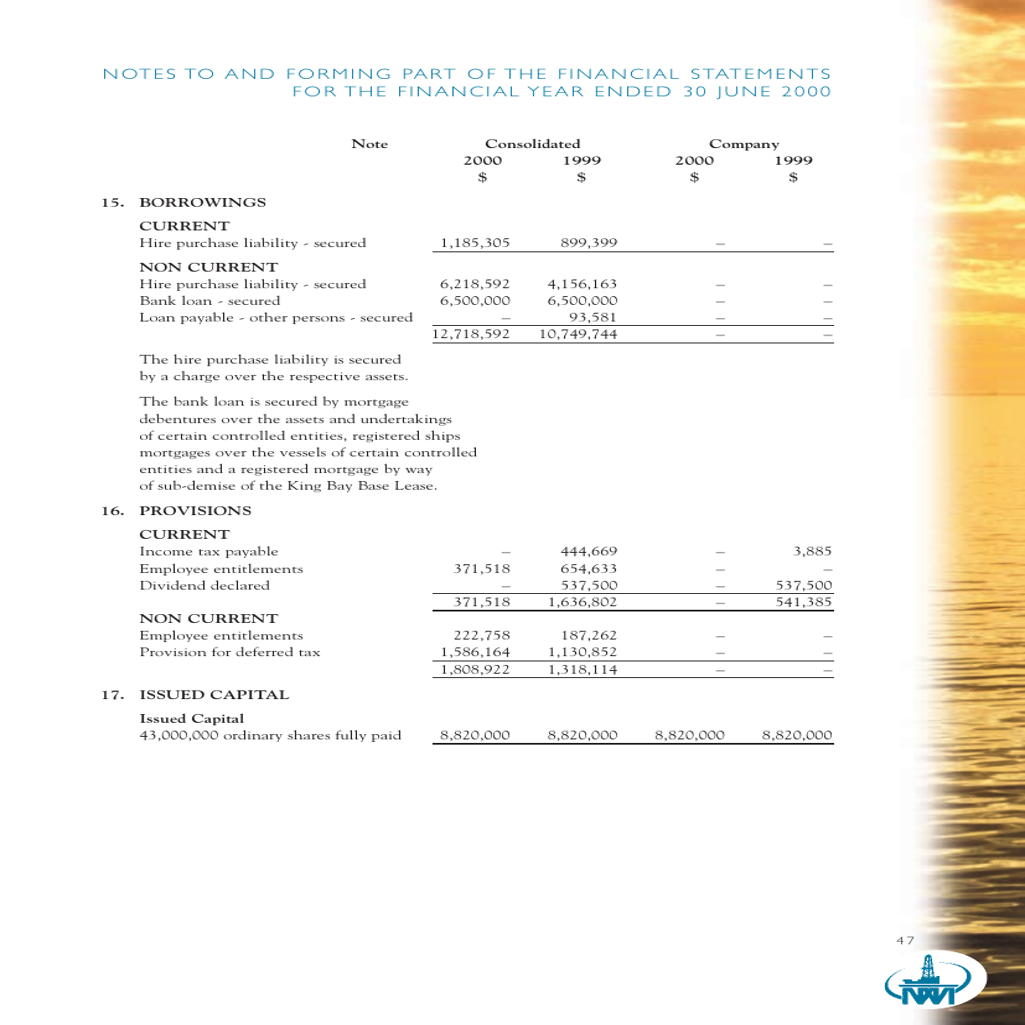 NOTES TO AND FORMING PART OF THE FINANCIAL STATEMENTS
FOR THE FINANCIAL YEAR ENDED 30 JUNE 2000
Note Consolidated Company
2000 1999 2000 1999
$ $ $ $
15. BORROWINGS
CURRENT
Hire purchase liability - secured 1,185,305 899,399 – –
NON CURRENT
Hire purchase liability - secured 6,218,592 4,156,163 – –
Bank loan - secured 6,500,000 6,500,000 – –
Loan payable - other persons - secured – 93,581 – –
12,718,592 10,749,744 – –
The hire purchase liability is secured
by a charge over the respective assets.
The bank loan is secured by mortgage
debentures over the assets and undertakings
of certain controlled entities, registered ships
mortgages over the vessels of certain controlled
entities and a registered mortgage by way
of sub-demise of the King Bay Base Lease.
16. PROVISIONS
CURRENT
Income tax payable – 444,669 – 3,885
Employee entitlements 371,518 654,633 – –
Dividend declared – 537,500 – 537,500
371,518 1,636,802 – 541,385
NON CURRENT
Employee entitlements 222,758 187,262 – –
Provision for deferred tax 1,586,164 1,130,852 – –
1,808,922 1,318,114 – –
17. ISSUED CAPITAL
Issued Capital
43,000,000 ordinary shares fully paid 8,820,000 8,820,000 8,820,000 8,820,000
47